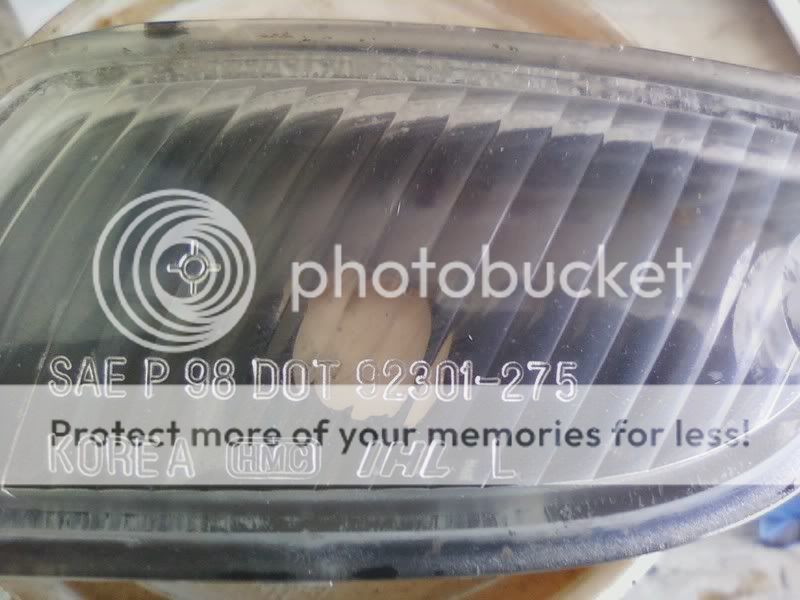 photobucket
SAE P 98 DOT 92301-275
Protect more of your memories for less!
KOREA HMC IHL L